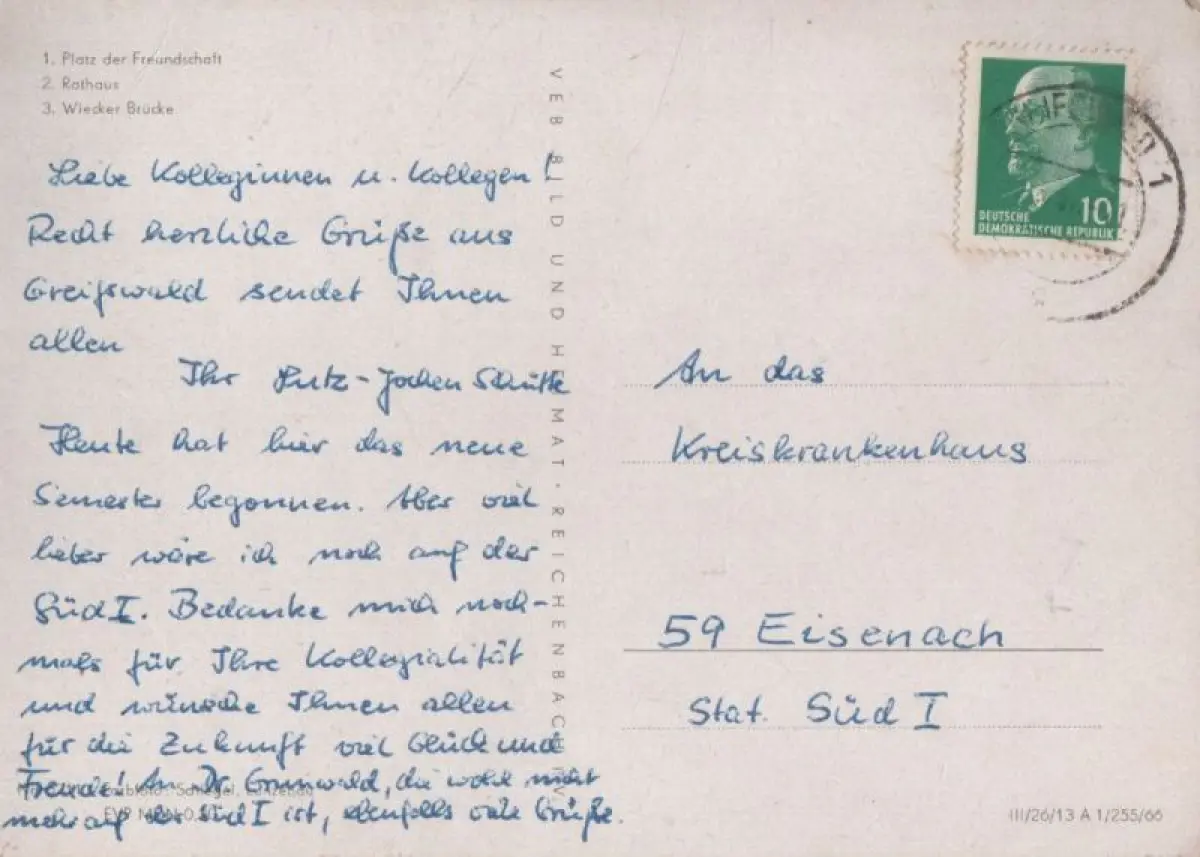 1. Platz der Freundschaft
2. Rathaus
3. Wiecker Brücke
Liebe Kolleginnen u. Kollegen!
Recht herzliche Grüße aus
Greifswald sendet Ihnen
allen
Ihr Lutz-Jochen Schütte
Heute hat hier das neue
Semester begonnen. Aber viel
lieber wäre ich noch auf der
Süd I. Bedanke mich noch-
mals für Ihre Kollegialität
und wünsche Ihnen allen
für die Zukunft viel Glück und
Freude! An Dr. Grunwald, die wohl nicht
mehr auf der Süd I ist, ebenfalls viele Grüße.
VEB BILD UND HEIMAT · REICHENBACH
DEUTSCHE
DEMOKRATISCHE REPUBLIK
10
1
An das
Kreiskrankenhaus
59 Eisenach
Stat. Süd I
III/26/13 A 1/255/66